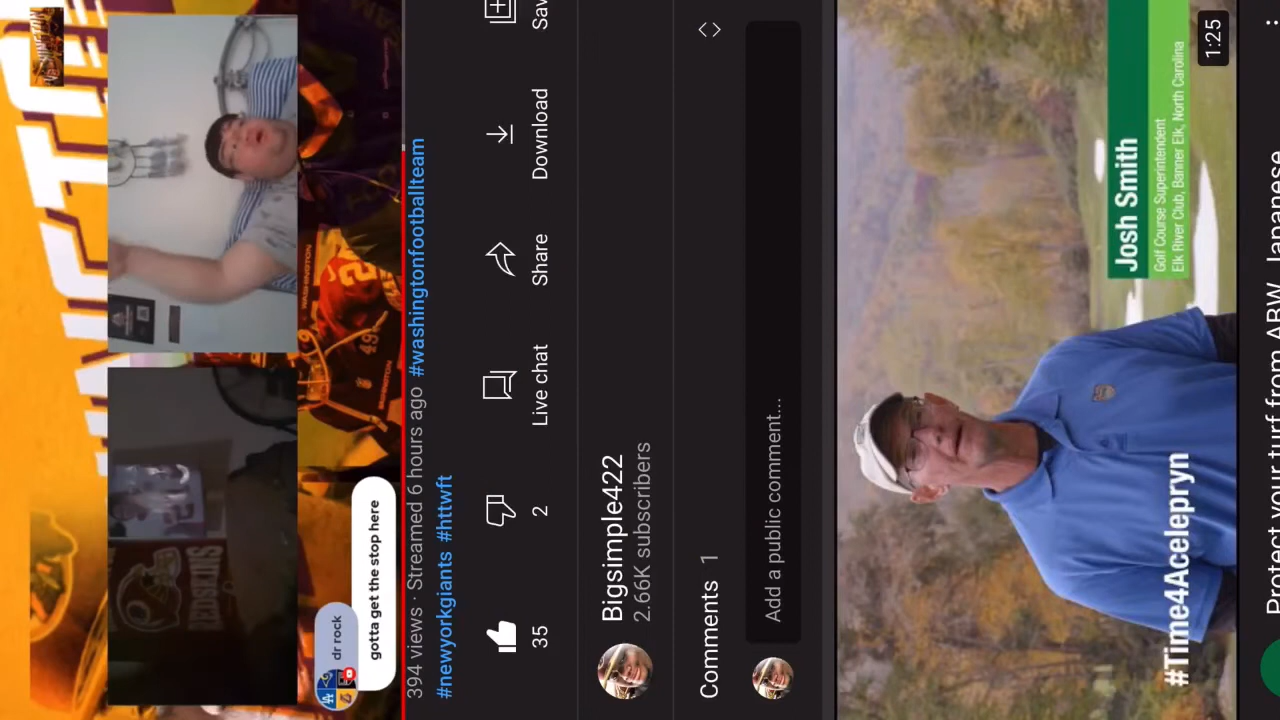 WASHINGTON
49
REDSKINS
dr rock
gotta get the stop here
394 views · Streamed 6 hours ago #washingtonfootballteam
#newyorkgiants #httwft
35
2
Live chat
Share
Download
Bigsimple422
2.66K subscribers
Comments 1
Add a public comment...
Josh Smith
Golf Course Superintendent
Elk River Club, Banner Elk, North Carolina
#Time4Acelepryn
1:25
Protect your turf from ABW, Japanese